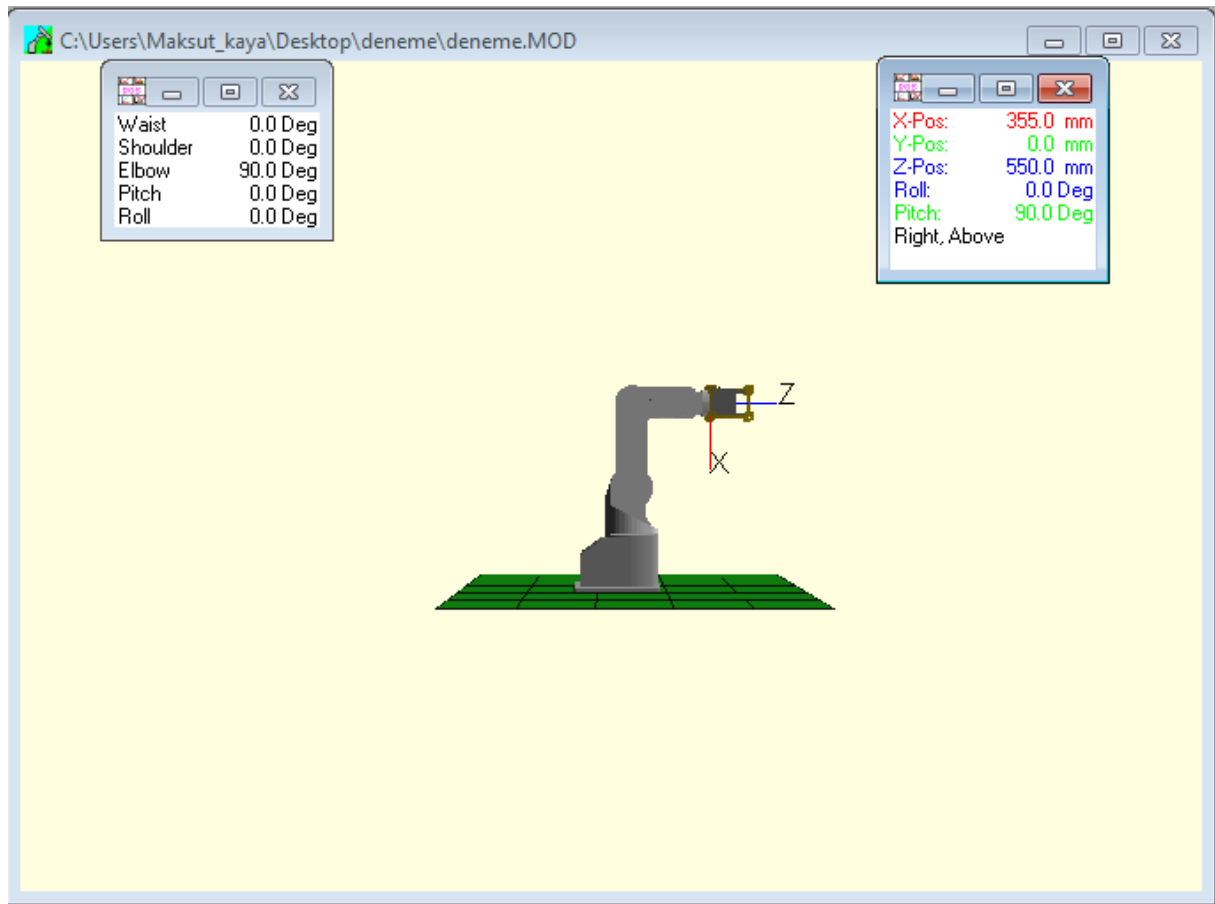 C:\Users\Maksut_kaya\Desktop\deneme\deneme.MOD
Waist 0.0 Deg
Shoulder 0.0 Deg
Elbow 90.0 Deg
Pitch 0.0 Deg
Roll 0.0 Deg
X-Pos: 355.0 mm
Y-Pos: 0.0 mm
Z-Pos: 550.0 mm
Roll: 0.0 Deg
Pitch: 90.0 Deg
Right, Above
Z
X